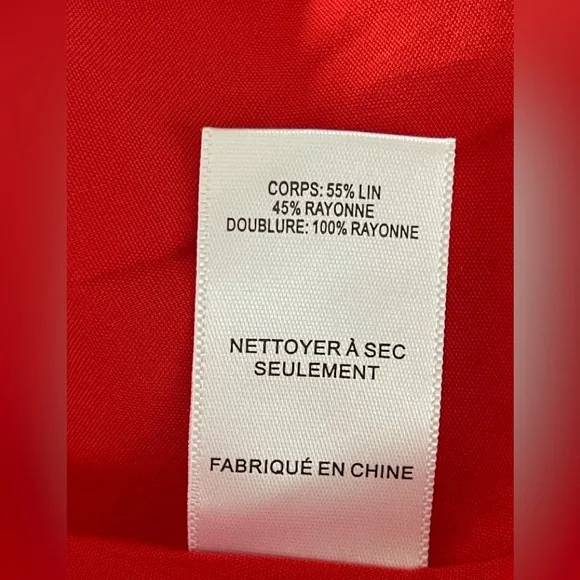 CORPS: 55% LIN
45% RAYONNE
DOUBLURE: 100% RAYONNE
NETTOYER À SEC
SEULEMENT
FABRIQUÉ EN CHINE